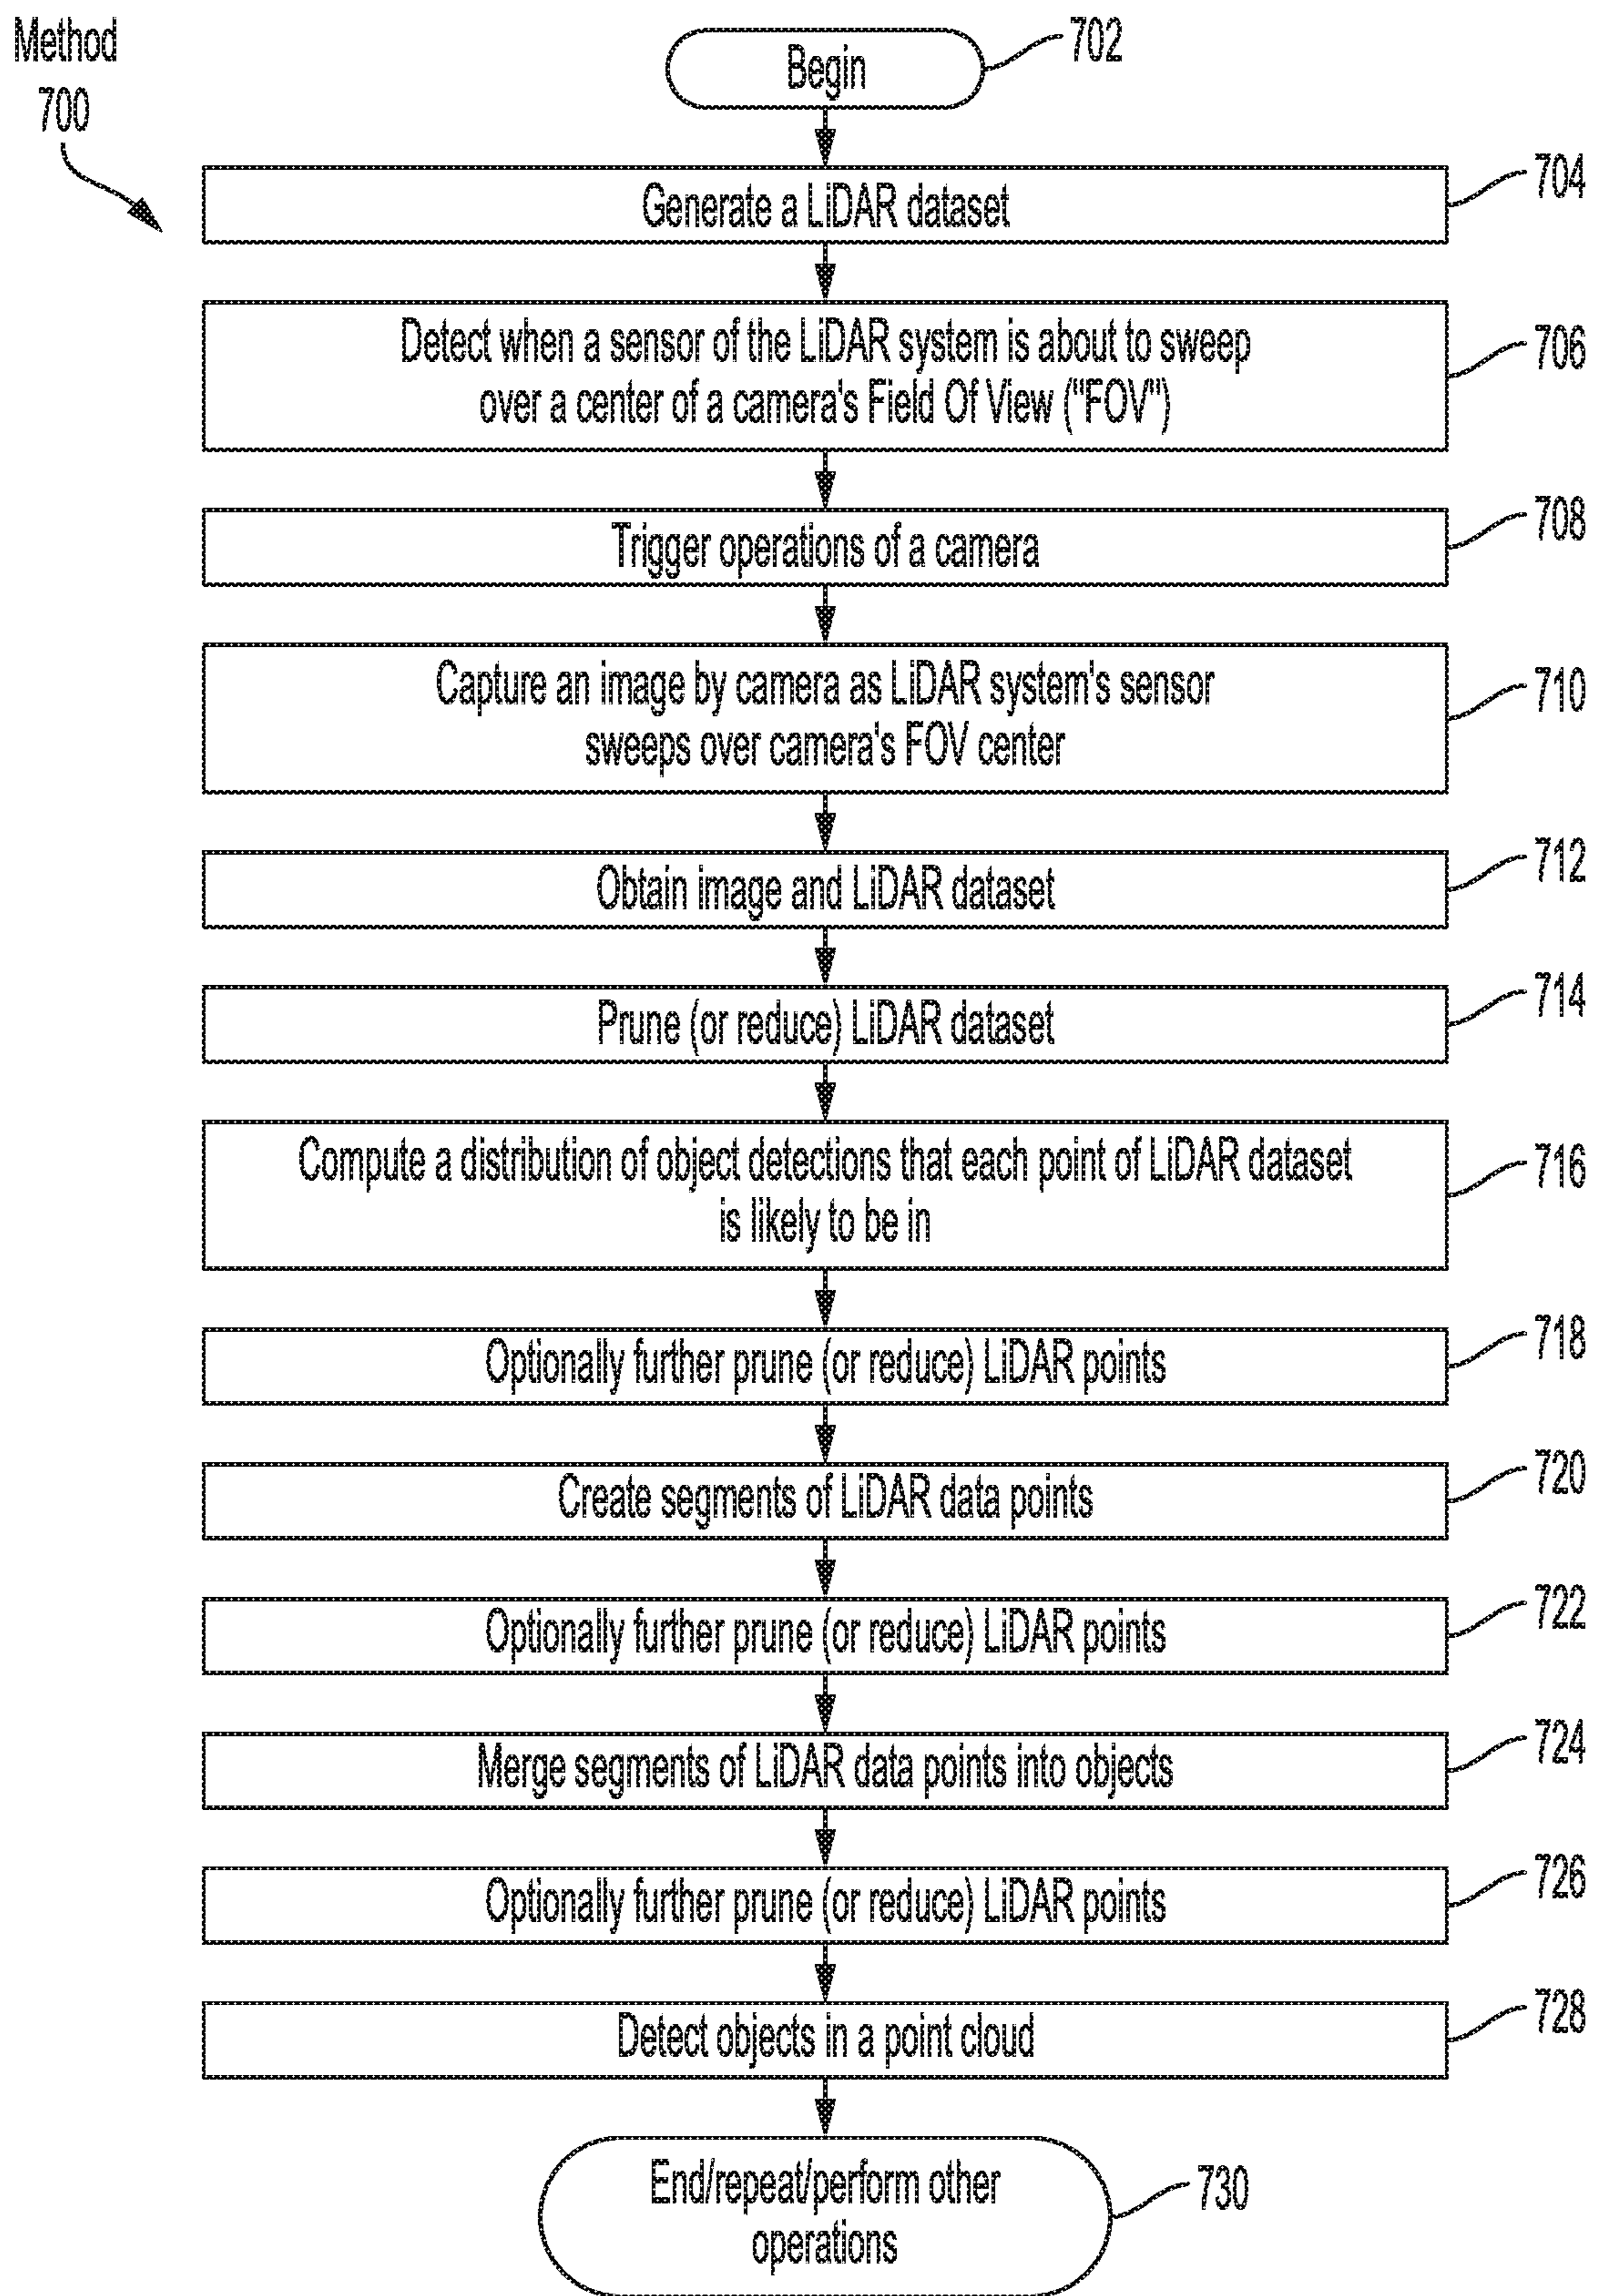 Method
700
Begin
702
Generate a LiDAR dataset
704
Detect when a sensor of the LiDAR system is about to sweep
over a center of a camera's Field Of View ("FOV")
706
Trigger operations of a camera
708
Capture an image by camera as LiDAR system's sensor
sweeps over camera's FOV center
710
Obtain image and LiDAR dataset
712
Prune (or reduce) LiDAR dataset
714
Compute a distribution of object detections that each point of LiDAR dataset
is likely to be in
716
Optionally further prune (or reduce) LiDAR points
718
Create segments of LiDAR data points
720
Optionally further prune (or reduce) LiDAR points
722
Merge segments of LiDAR data points into objects
724
Optionally further prune (or reduce) LiDAR points
726
Detect objects in a point cloud
728
End/repeat/perform other
operations
730